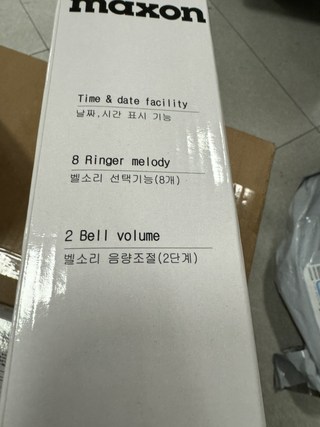 maxon
Time & date facility
날짜,시간 표시 기능
8 Ringer melody
벨소리 선택기능(8개)
2 Bell volume
벨소리 음량조절(2단계)